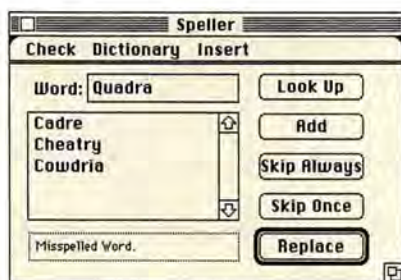 Speller
Check Dictionary Insert
Word: Quadra
Look Up
Cadre
Cheatry
Cowdria
Add
Skip Always
Skip Once
Misspelled Word.
Replace